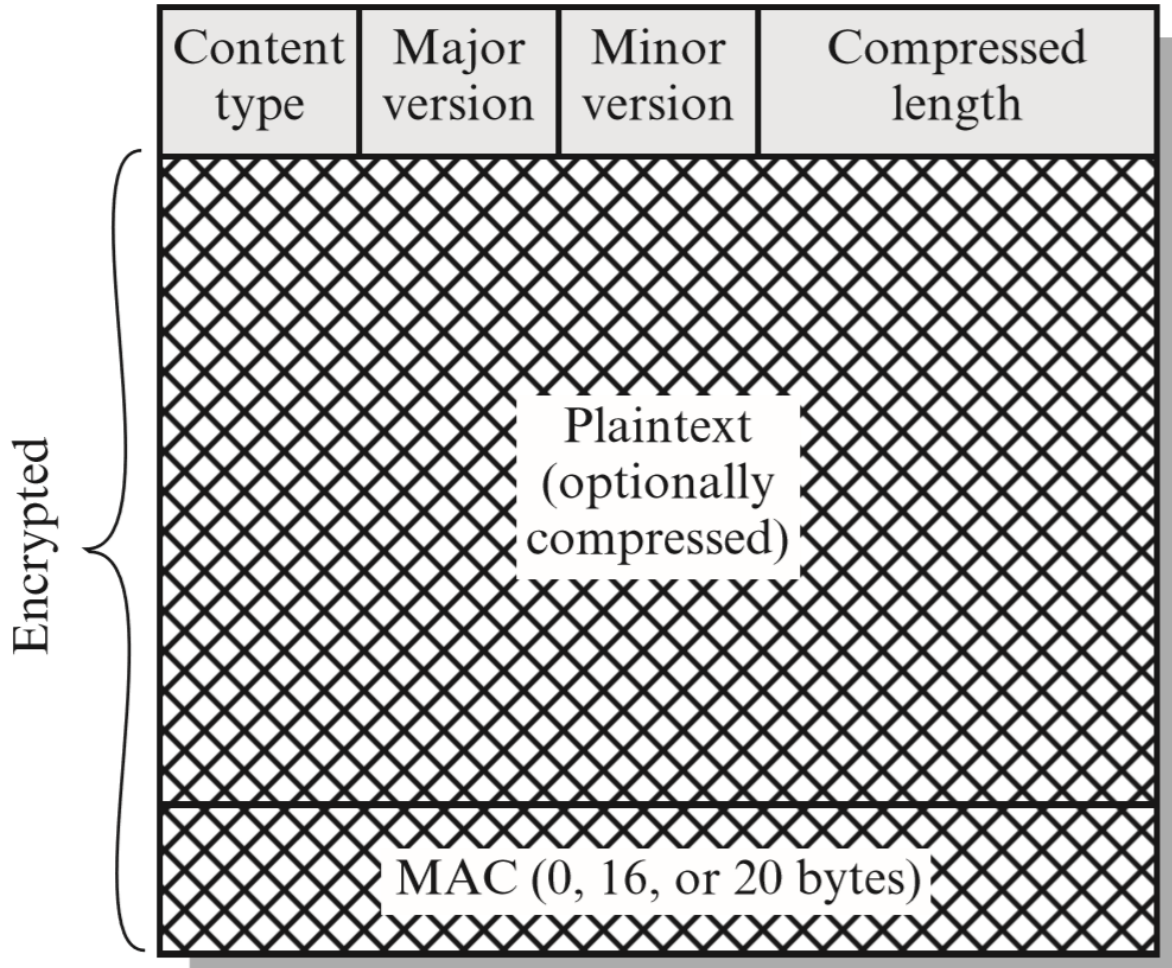 Content type
Major version
Minor version
Compressed length
Encrypted
Plaintext
(optionally
compressed)
MAC (0, 16, or 20 bytes)